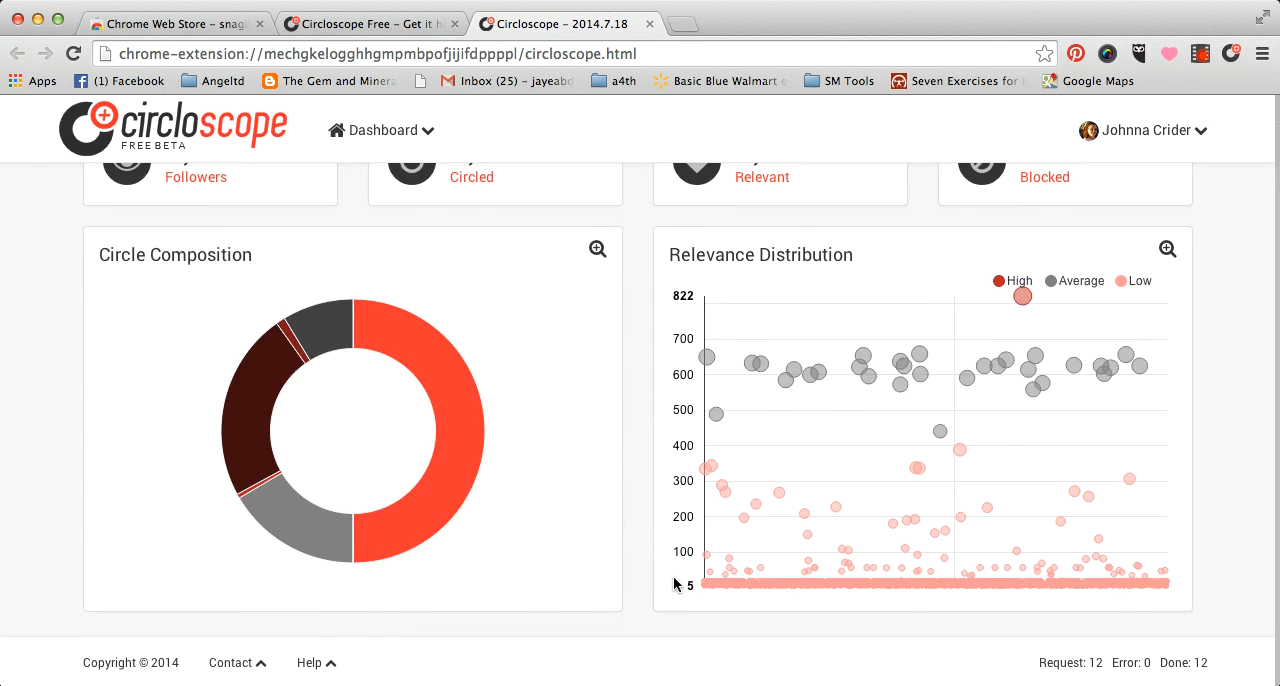 Chrome Web Store - snagi
Circloscope Free - Get it h
Circloscope - 2014.7.18
chrome-extension://mechgkelogghhgmpmbpofjijifdppppl/circloscope.html
Apps
(1) Facebook
Angeltd
The Gem and Minera
Inbox (25) - jayeabd
a4th
Basic Blue Walmart e
SM Tools
Seven Exercises for
Google Maps
circloscope
FREE BETA
Dashboard
Johnna Crider
Followers
Circled
Relevant
Blocked
Circle Composition
Relevance Distribution
High
Average
Low
822
700
600
500
400
300
200
100
5
Copyright © 2014
Contact
Help
Request: 12 Error: 0 Done: 12